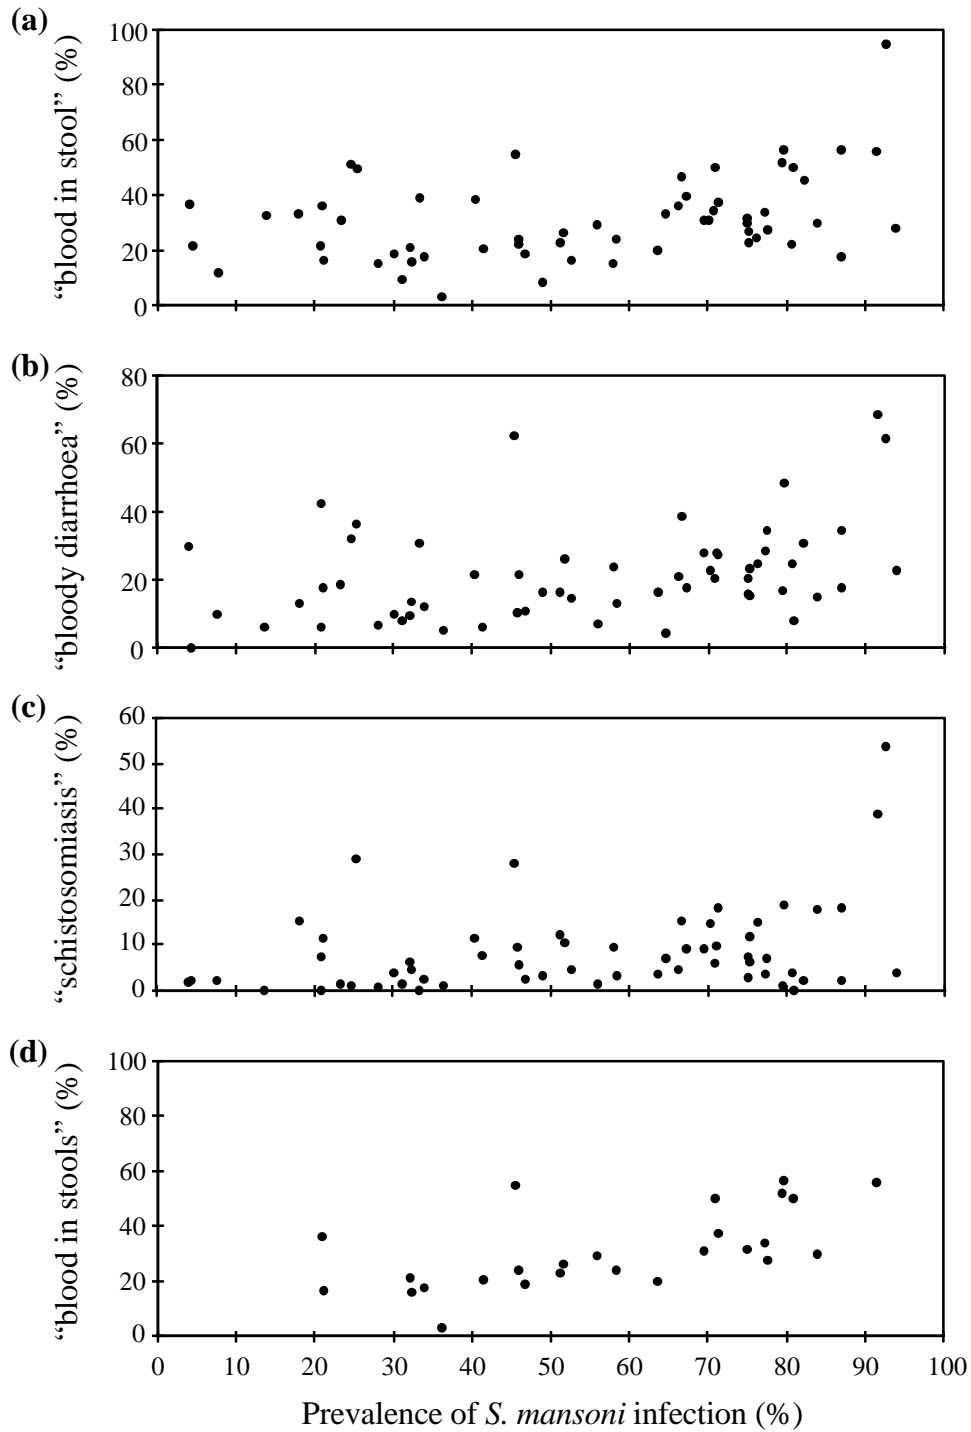 (a)
“blood in stool” (%)
100
80
60
40
20
0
(b)
“bloody diarrhoea” (%)
80
60
40
20
0
(c)
“schistosomiasis” (%)
60
50
40
30
20
10
0
(d)
“blood in stools” (%)
100
80
60
40
20
0
0 10 20 30 40 50 60 70 80 90 100
Prevalence of S. mansoni infection (%)